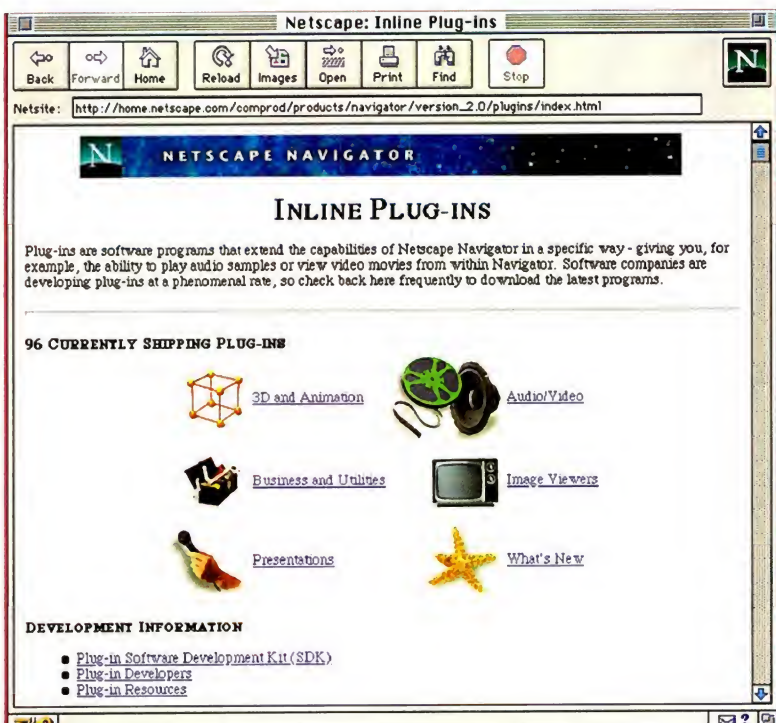 Netscape: Inline Plug-ins
Back Forward Home Reload Images Open Print Find Stop
N
Netsite: http://home.netscape.com/comprod/products/navigator/version_2.0/plugins/index.html
N NETSCAPE NAVIGATOR
INLINE PLUG-INS
Plug-ins are software programs that extend the capabilities of Netscape Navigator in a specific way - giving you, for
example, the ability to play audio samples or view video movies from within Navigator. Software companies are
developing plug-ins at a phenomenal rate, so check back here frequently to download the latest programs.
96 CURRENTLY SHIPPING PLUG-INS
3D and Animation Audio/Video
Business and Utilities Image Viewers
Presentations What's New
DEVELOPMENT INFORMATION
Plug-in Software Development Kit (SDK)
Plug-in Developers
Plug-in Resources
?